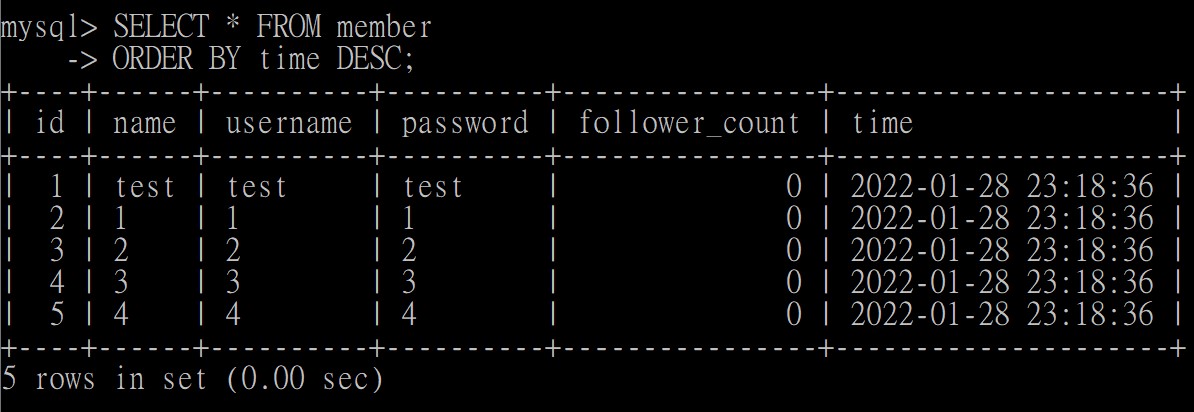 mysql> SELECT * FROM member
    -> ORDER BY time DESC;
+----+------+----------+----------+----------------+---------------------+
| id | name | username | password | follower_count | time                |
+----+------+----------+----------+----------------+---------------------+
|  1 | test | test     | test     |              0 | 2022-01-28 23:18:36 |
|  2 | 1    | 1        | 1        |              0 | 2022-01-28 23:18:36 |
|  3 | 2    | 2        | 2        |              0 | 2022-01-28 23:18:36 |
|  4 | 3    | 3        | 3        |              0 | 2022-01-28 23:18:36 |
|  5 | 4    | 4        | 4        |              0 | 2022-01-28 23:18:36 |
+----+------+----------+----------+----------------+---------------------+
5 rows in set (0.00 sec)